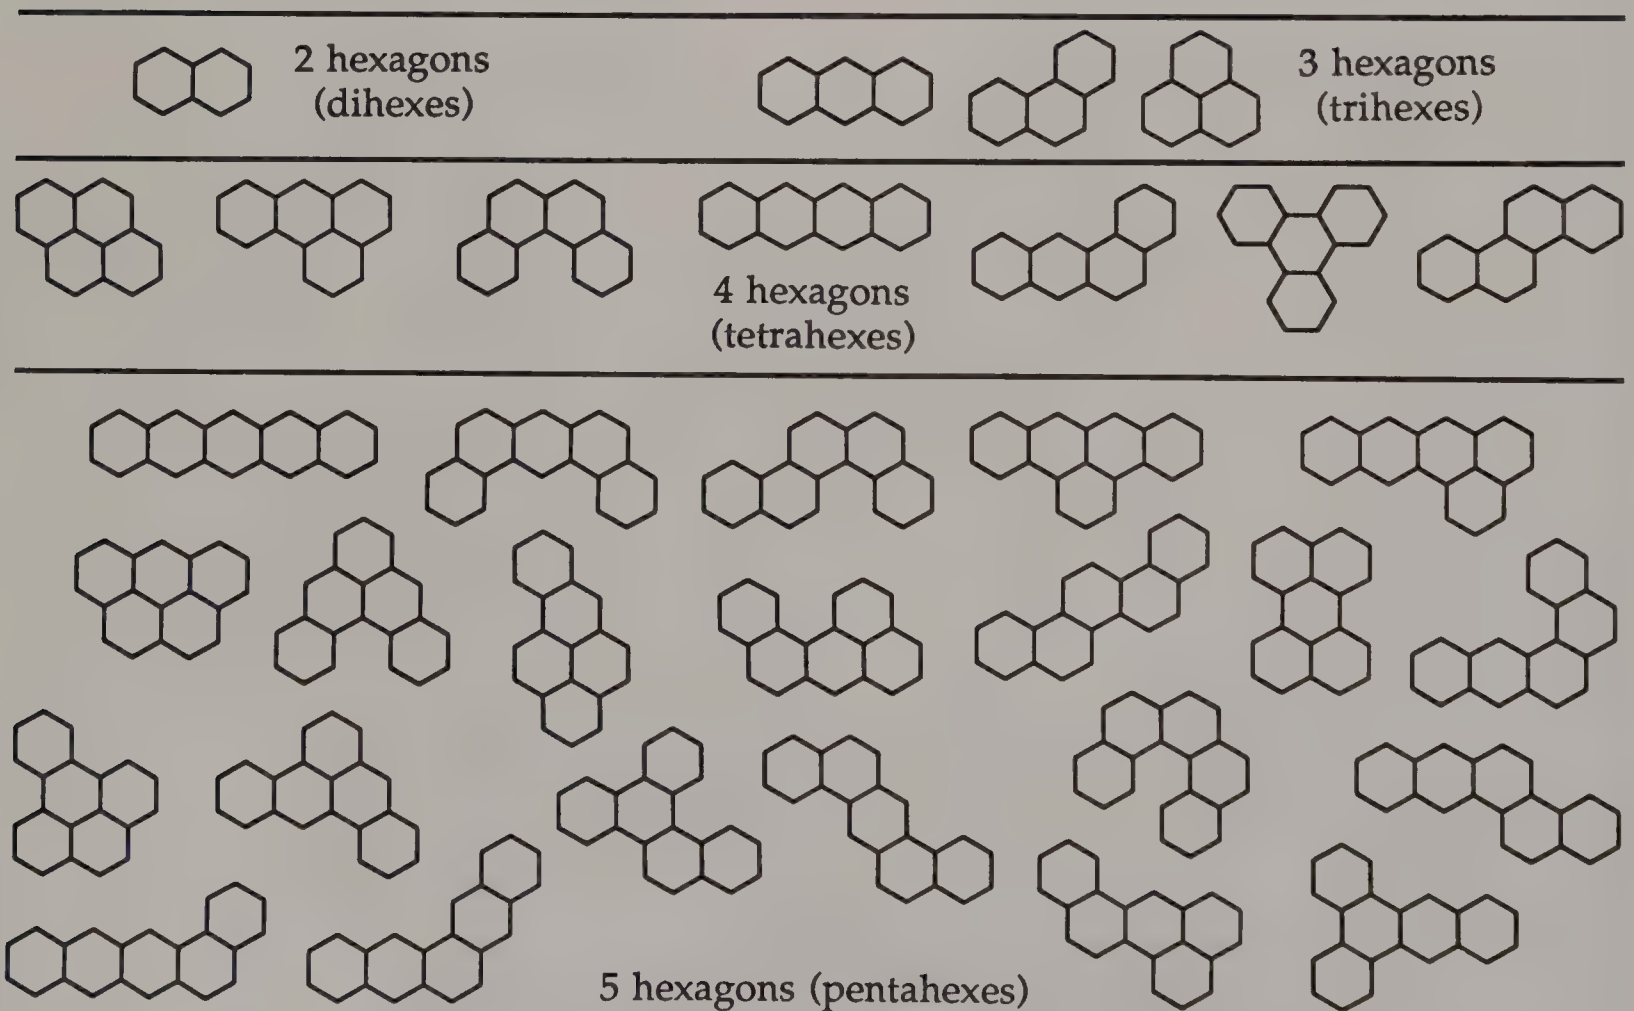 2 hexagons
(dihexes)
3 hexagons
(trihexes)
4 hexagons
(tetrahexes)
5 hexagons (pentahexes)